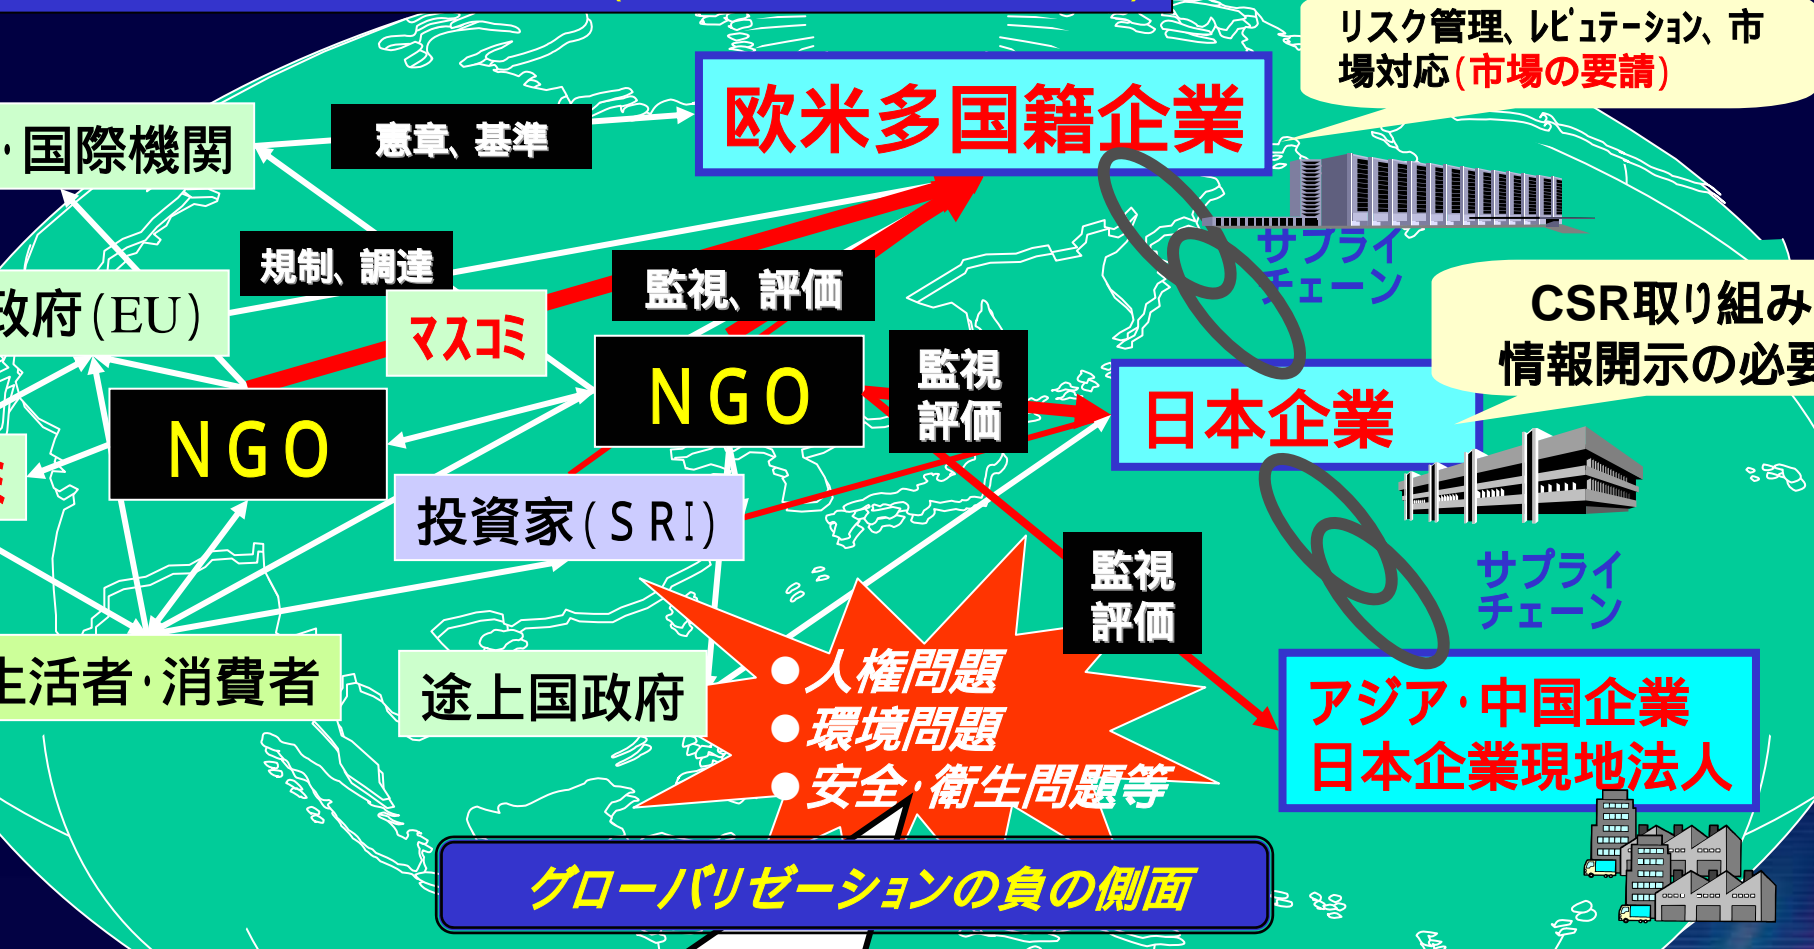 リスク管理、レピュテーション、市
場対応(市場の要請)
欧米多国籍企業
・国際機関
憲章、基準
規制、調達
監視、評価
サプライ
チェーン
政府(EU)
マスコミ
CSR取り組み
情報開示の必要
NGO
監視
評価
日本企業
NGO
ミ
投資家(SRI)
監視
評価
サプライ
チェーン
生活者・消費者
途上国政府
●人権問題
●環境問題
●安全・衛生問題等
アジア・中国企業
日本企業現地法人
グローバリゼーションの負の側面